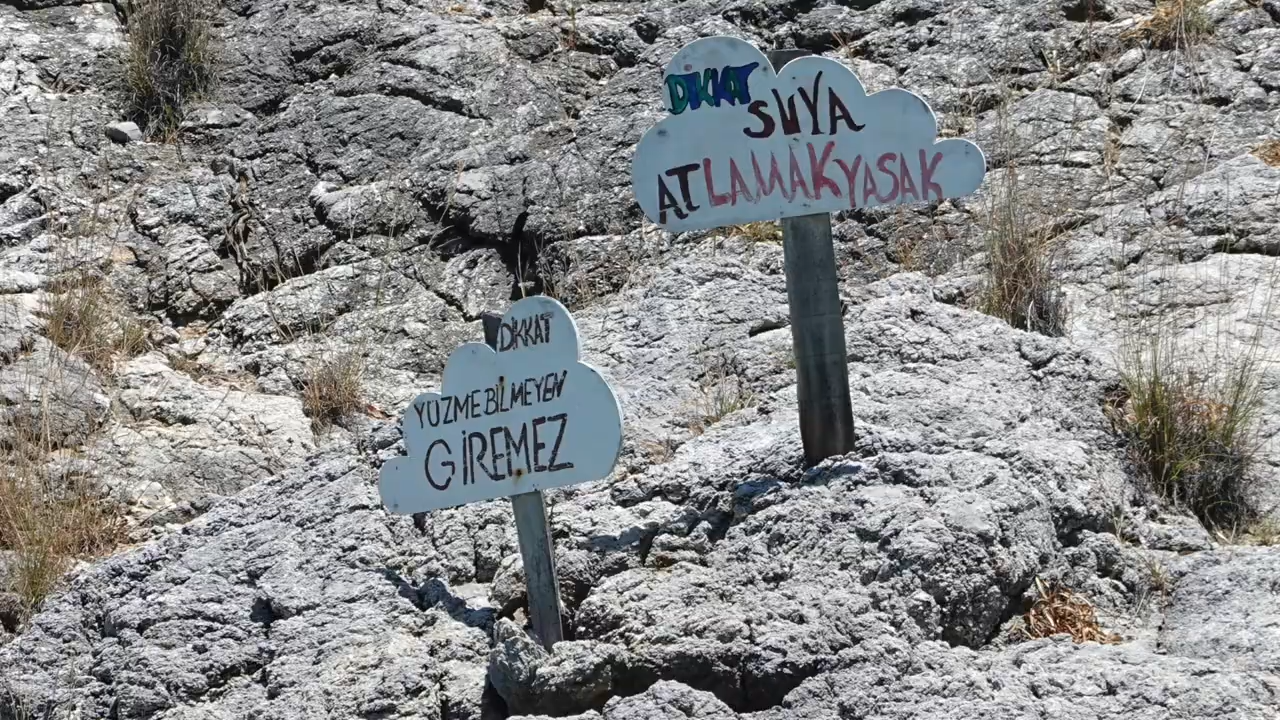 DİKKAT
SUYA
ATLAMAK YASAK
DİKKAT
YÜZME BİLMEYEN
GİREMEZ